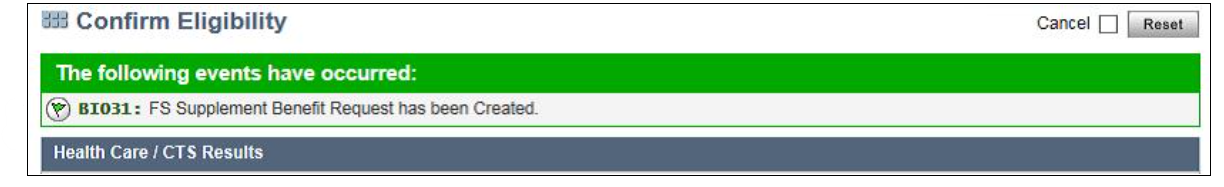 Confirm Eligibility
Cancel Reset
The following events have occurred:
BI031: FS Supplement Benefit Request has been Created.
Health Care / CTS Results